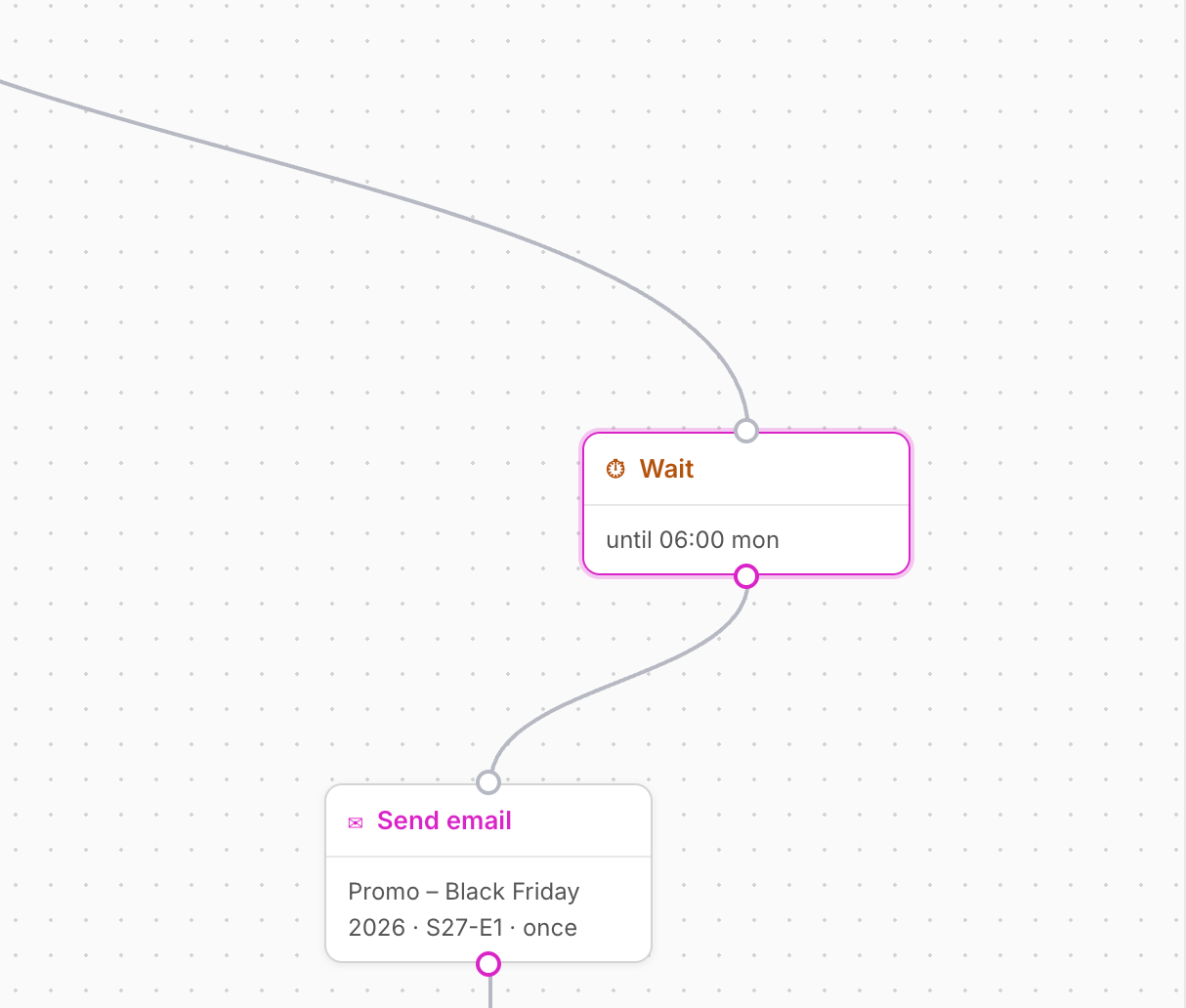 Wait
until 06:00 mon
Send email
Promo – Black Friday
2026 · S27-E1 · once